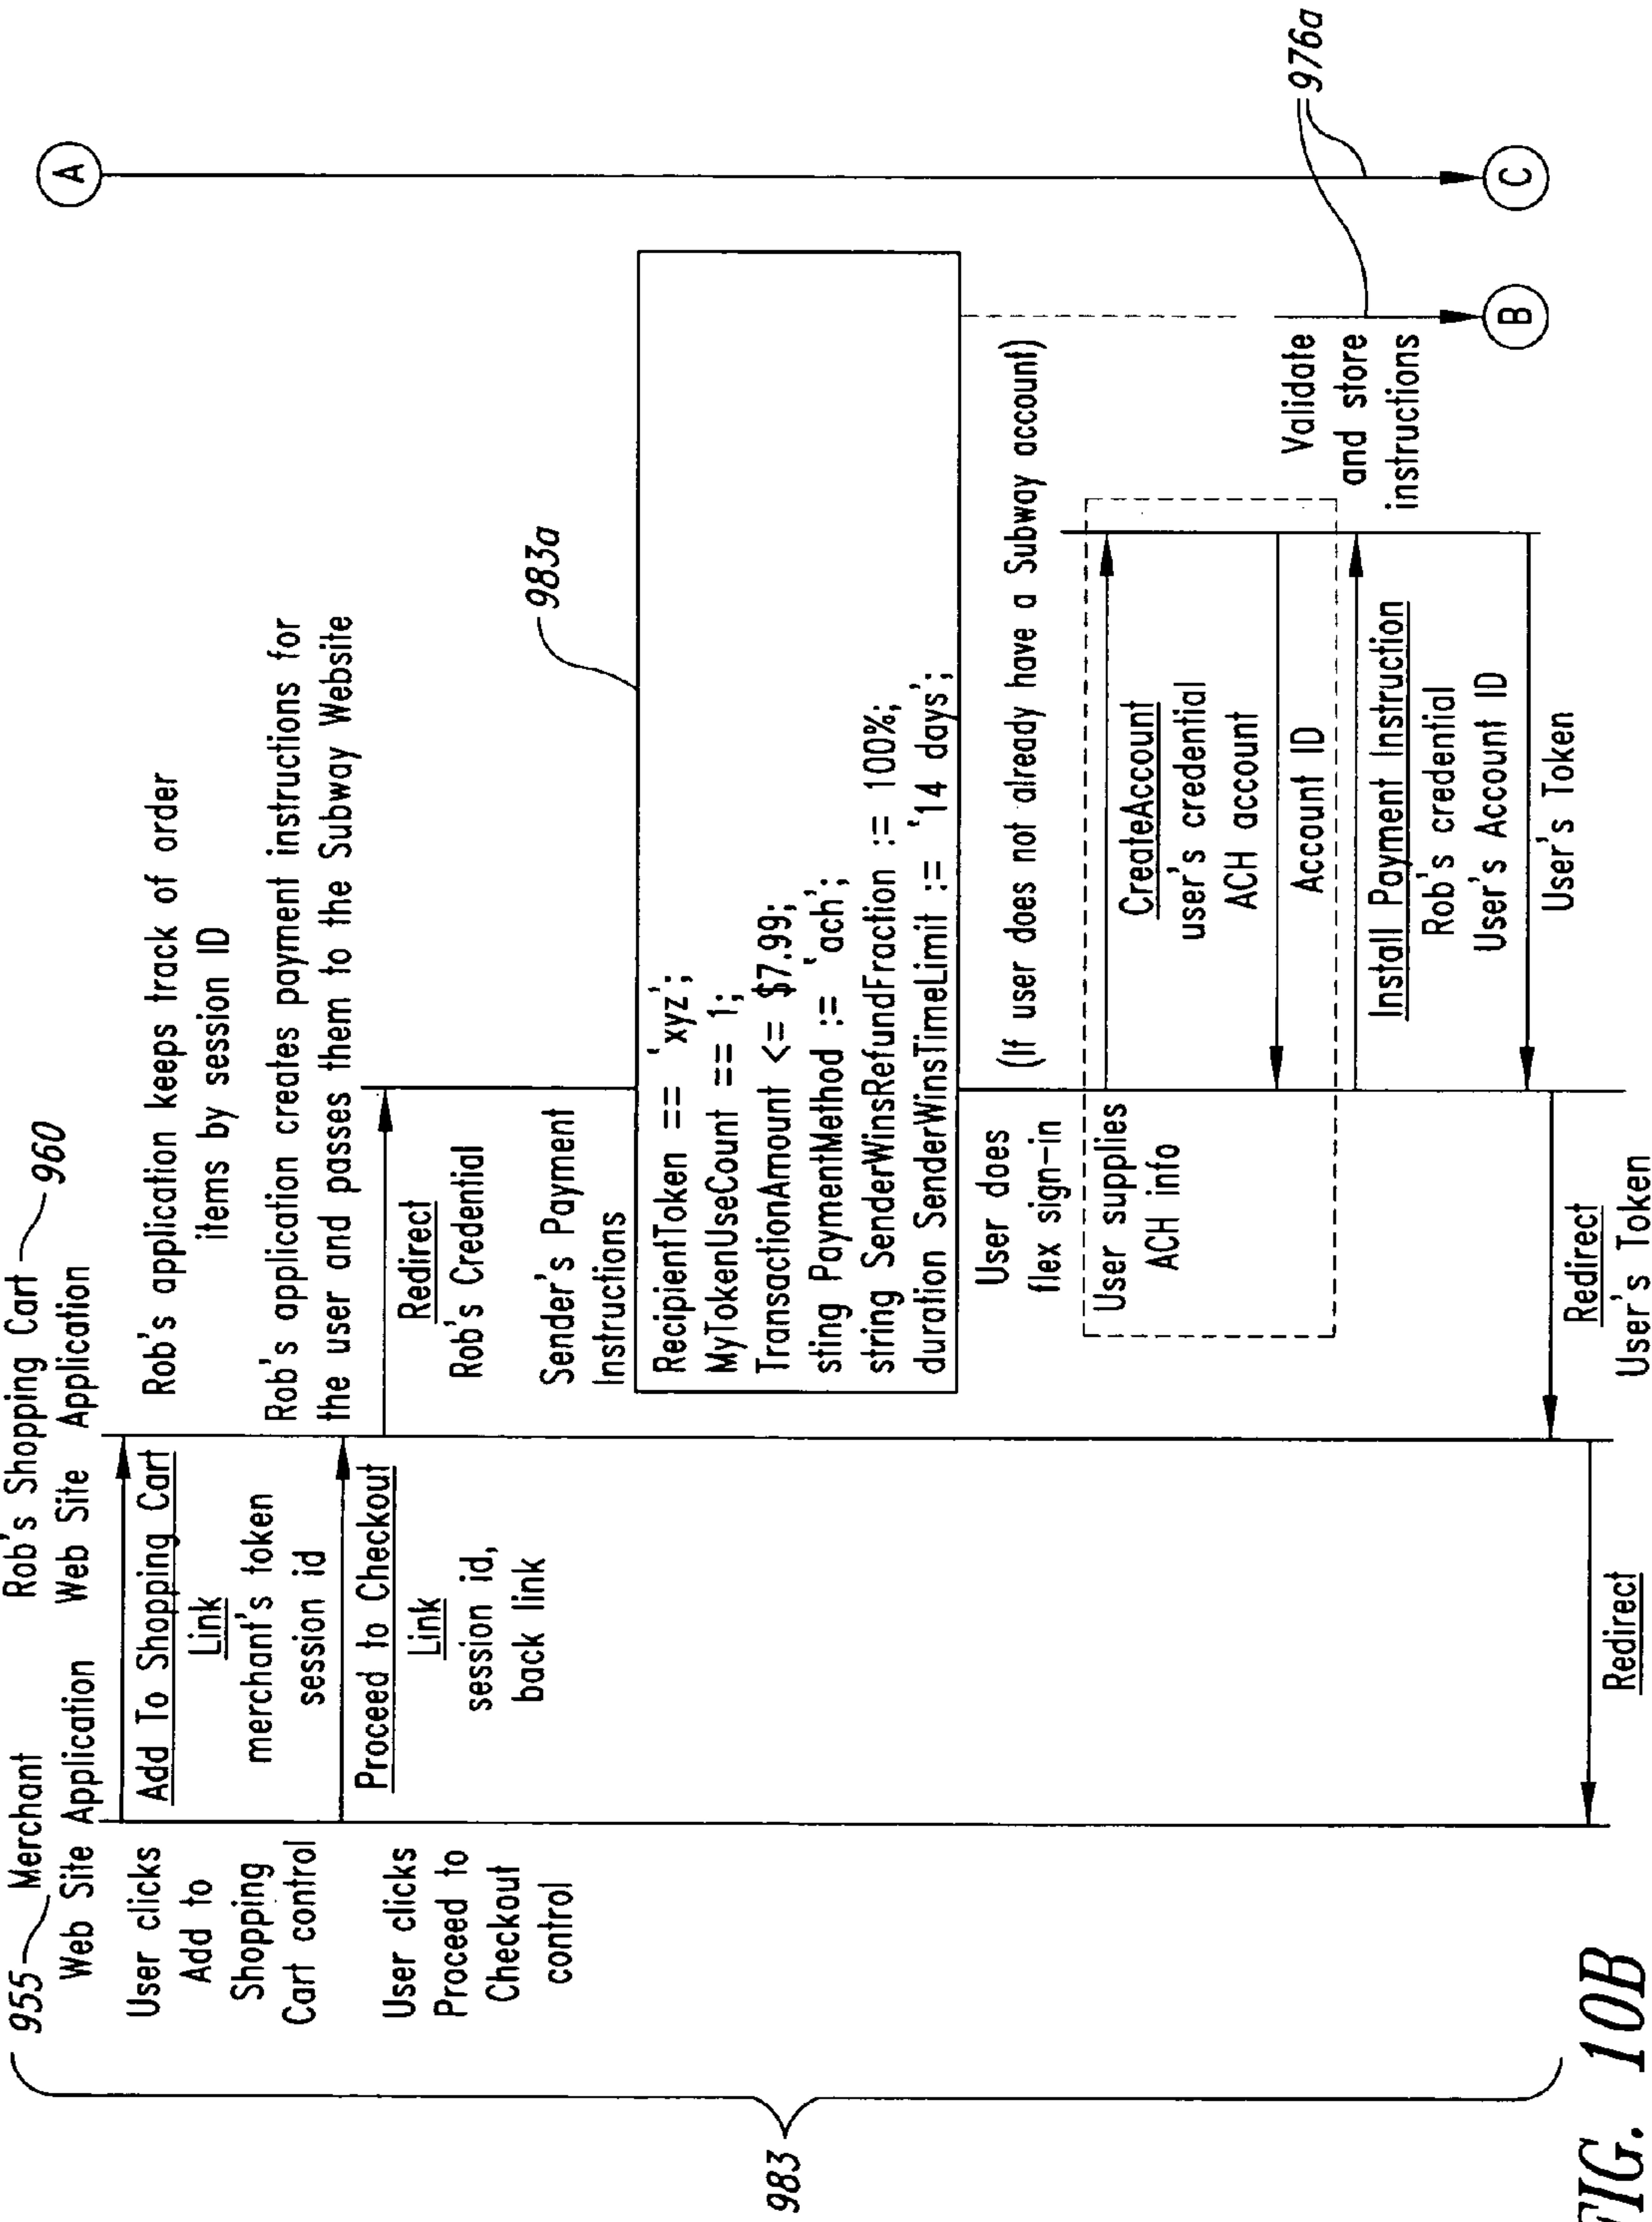 955
Merchant
Web Site Application
Rob's Shopping Cart
Web Site Application
960
A
User clicks
Add to
Shopping
Cart control
Add To Shopping Cart
Link
merchant's token
session id
Rob's application keeps track of order
items by session ID
User clicks
Proceed to
Checkout
control
Proceed to Checkout
Link
session id,
back link
Rob's application creates payment instructions for
the user and passes them to the Subway Website
Redirect
Rob's Credential
Sender's Payment
Instructions
983a
RecipientToken == 'xyz';
MyTokenUseCount == 1;
TransactionAmount <= $7.99;
sting PaymentMethod := 'ach';
string SenderWinsRefundFraction := 100%;
duration SenderWinsTimeLimit := '14 days';
983
User does
flex sign-in
(If user does not already have a Subway account)
User supplies
ACH info
CreateAccount
user's credential
ACH account
Account ID
Install Payment Instruction
Rob's credential
User's Account ID
User's Token
Validate
and store
instructions
976a
B
C
Redirect
User's Token
Redirect
FIG. 10B